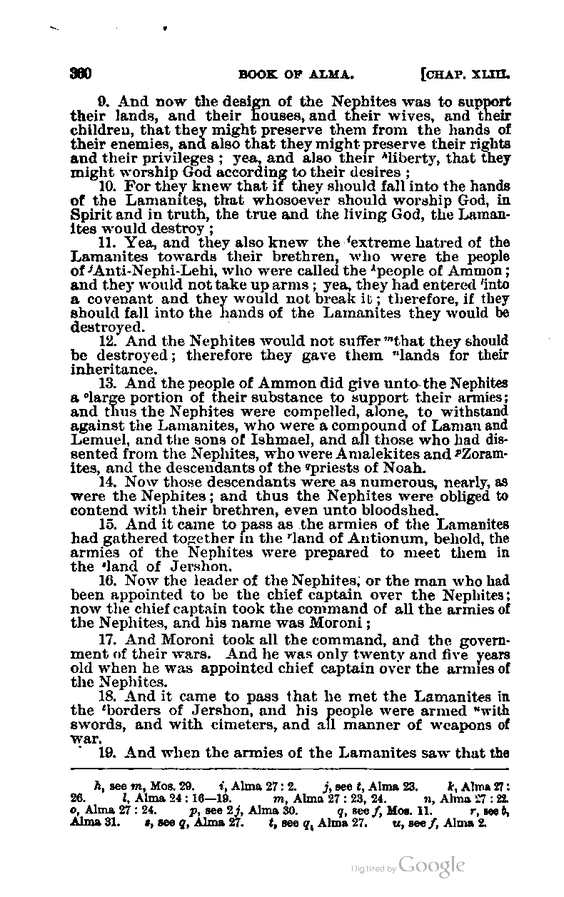 360 BOOK OF ALMA. [CHAP. XLIII.
9. And now the design of the Nephites was to support
their lands, and their houses, and their wives, and their
children, that they might preserve them from the hands of
their enemies, and also that they might preserve their rights
and their privileges ; yea, and also their ʰliberty, that they
might worship God according to their desires ;
10. For they knew that if they should fall into the hands
of the Lamanites, that whosoever should worship God, in
Spirit and in truth, the true and the living God, the Laman-
ites would destroy ;
11. Yea, and they also knew the ⁱextreme hatred of the
Lamanites towards their brethren, who were the people
of ʲAnti-Nephi-Lehi, who were called the ᵏpeople of Ammon ;
and they would not take up arms ; yea, they had entered ˡinto
a covenant and they would not break it ; therefore, if they
should fall into the hands of the Lamanites they would be
destroyed.
12. And the Nephites would not suffer ᵐthat they should
be destroyed ; therefore they gave them ⁿlands for their
inheritance.
13. And the people of Ammon did give unto the Nephites
a ᵒlarge portion of their substance to support their armies;
and thus the Nephites were compelled, alone, to withstand
against the Lamanites, who were a compound of Laman and
Lemuel, and the sons of Ishmael, and all those who had dis-
sented from the Nephites, who were Amalekites and ᵖZoram-
ites, and the descendants of the qpriests of Noah.
14. Now those descendants were as numerous, nearly, as
were the Nephites ; and thus the Nephites were obliged to
contend with their brethren, even unto bloodshed.
15. And it came to pass as the armies of the Lamanites
had gathered together in the ʳland of Antionum, behold, the
armies of the Nephites were prepared to meet them in
the ˢland of Jershon.
16. Now the leader of the Nephites, or the man who had
been appointed to be the chief captain over the Nephites;
now the chief captain took the command of all the armies of
the Nephites, and his name was Moroni ;
17. And Moroni took all the command, and the govern-
ment of their wars. And he was only twenty and five years
old when he was appointed chief captain over the armies of
the Nephites.
18. And it came to pass that he met the Lamanites in
the ᵗborders of Jershon, and his people were armed ᵘwith
swords, and with cimeters, and all manner of weapons of
war.
19. And when the armies of the Lamanites saw that the
h, see m, Mos. 29. i, Alma 27 : 2. j, see t, Alma 23. k, Alma 27 :
26. l, Alma 24 : 16—19. m, Alma 27 : 23, 24. n, Alma 27 : 22.
o, Alma 27 : 24. p, see 2j, Alma 30. q, see f, Mos. 11. r, see b,
Alma 31. s, see q, Alma 27. t, see q, Alma 27. u, see f, Alma 2.
Digitized by Google